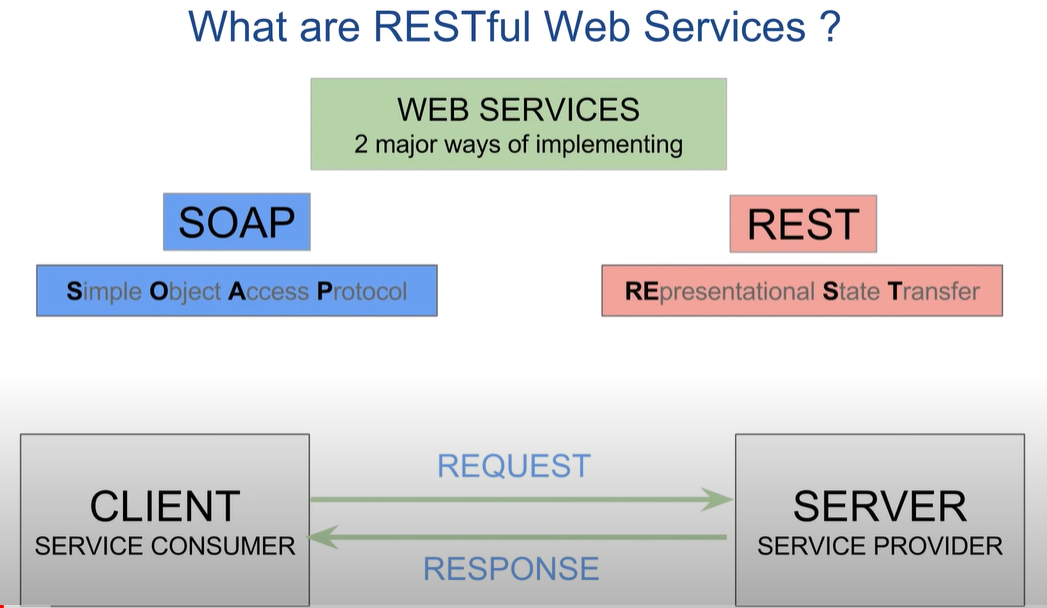 What are RESTful Web Services ?
WEB SERVICES
2 major ways of implementing
SOAP
REST
Simple Object Access Protocol
REpresentational State Transfer
REQUEST
CLIENT
SERVICE CONSUMER
SERVER
SERVICE PROVIDER
RESPONSE